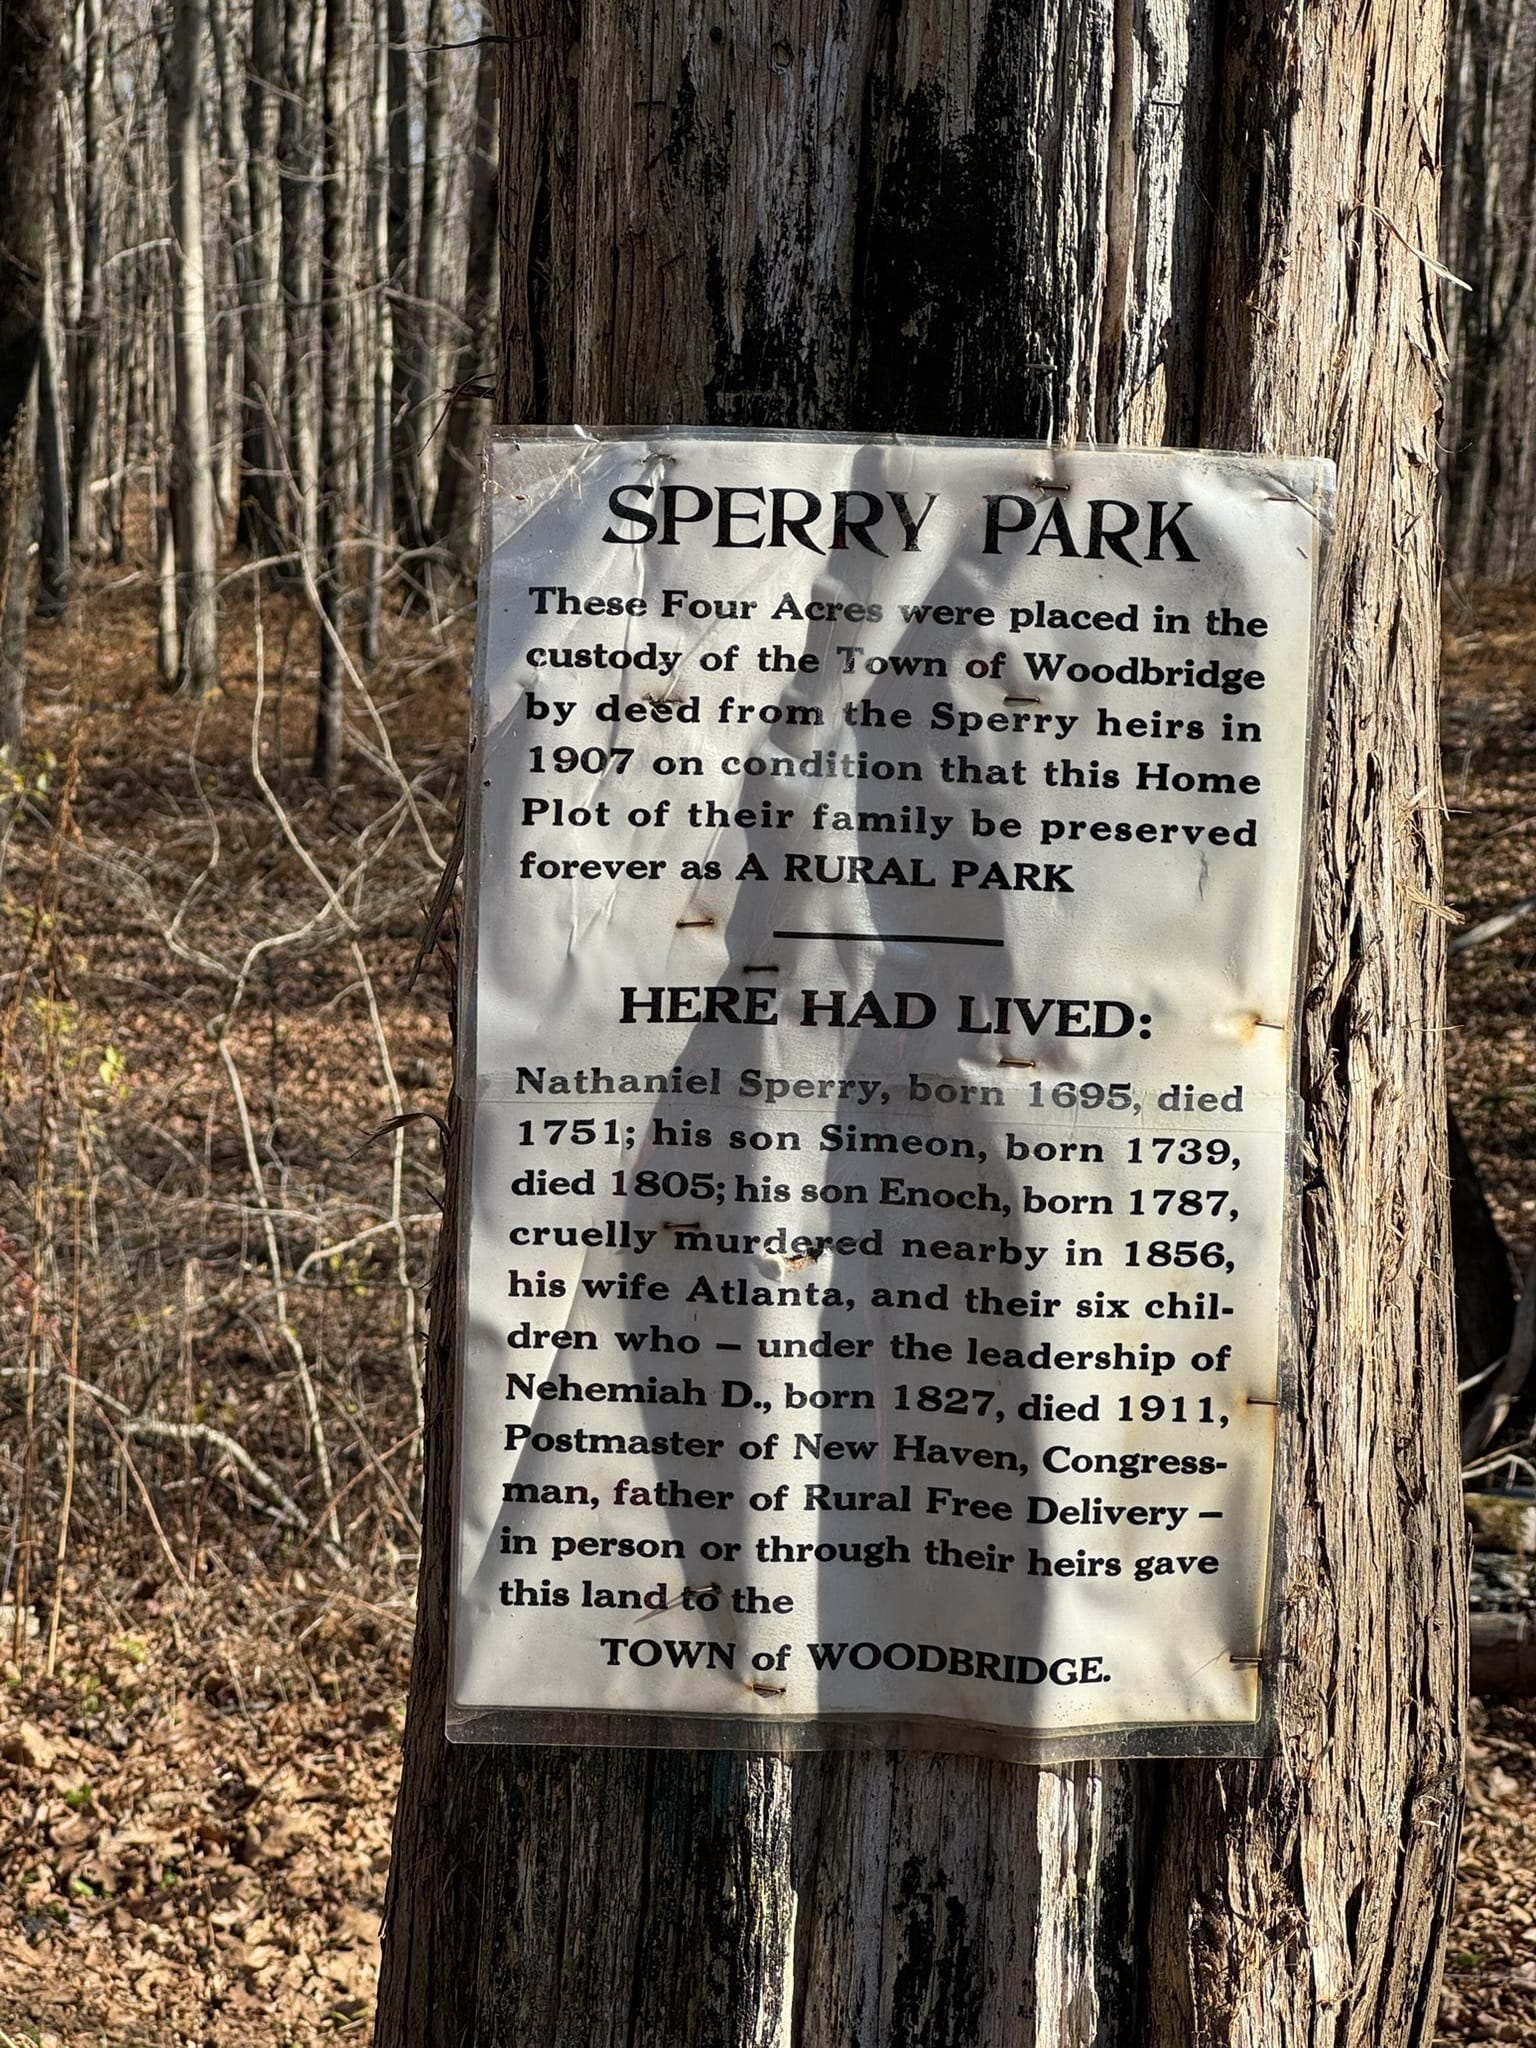 SPERRY PARK
These Four Acres were placed in the
custody of the Town of Woodbridge
by deed from the Sperry heirs in
1907 on condition that this Home
Plot of their family be preserved
forever as A RURAL PARK
HERE HAD LIVED:
Nathaniel Sperry, born 1695, died
1751; his son Simeon, born 1739,
died 1805; his son Enoch, born 1787,
cruelly murdered nearby in 1856,
his wife Atlanta, and their six chil-
dren who – under the leadership of
Nehemiah D., born 1827, died 1911,
Postmaster of New Haven, Congress-
man, father of Rural Free Delivery –
in person or through their heirs gave
this land to the
TOWN of WOODBRIDGE.